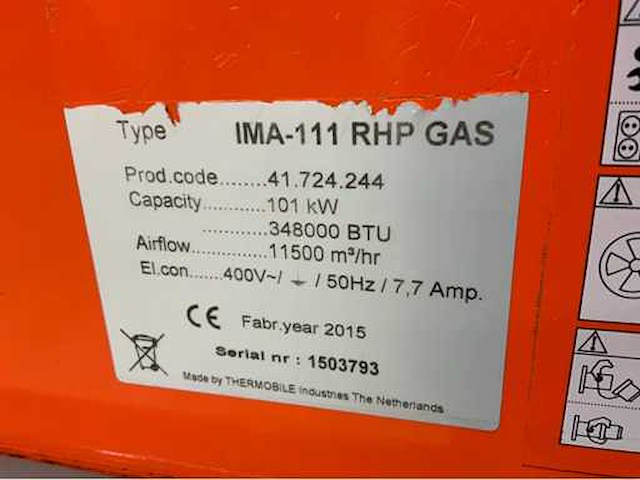 Type IMA-111 RHP GAS
Prod.code.......41.724.244
Capacity...........101 kW
...........348000 BTU
Airflow.............11500 m³/hr
El.con......400V~/ ⏚ / 50Hz / 7,7 Amp.
CE Fabr.year 2015
Serial nr : 1503793
Made by THERMOBILE Industries The Netherlands